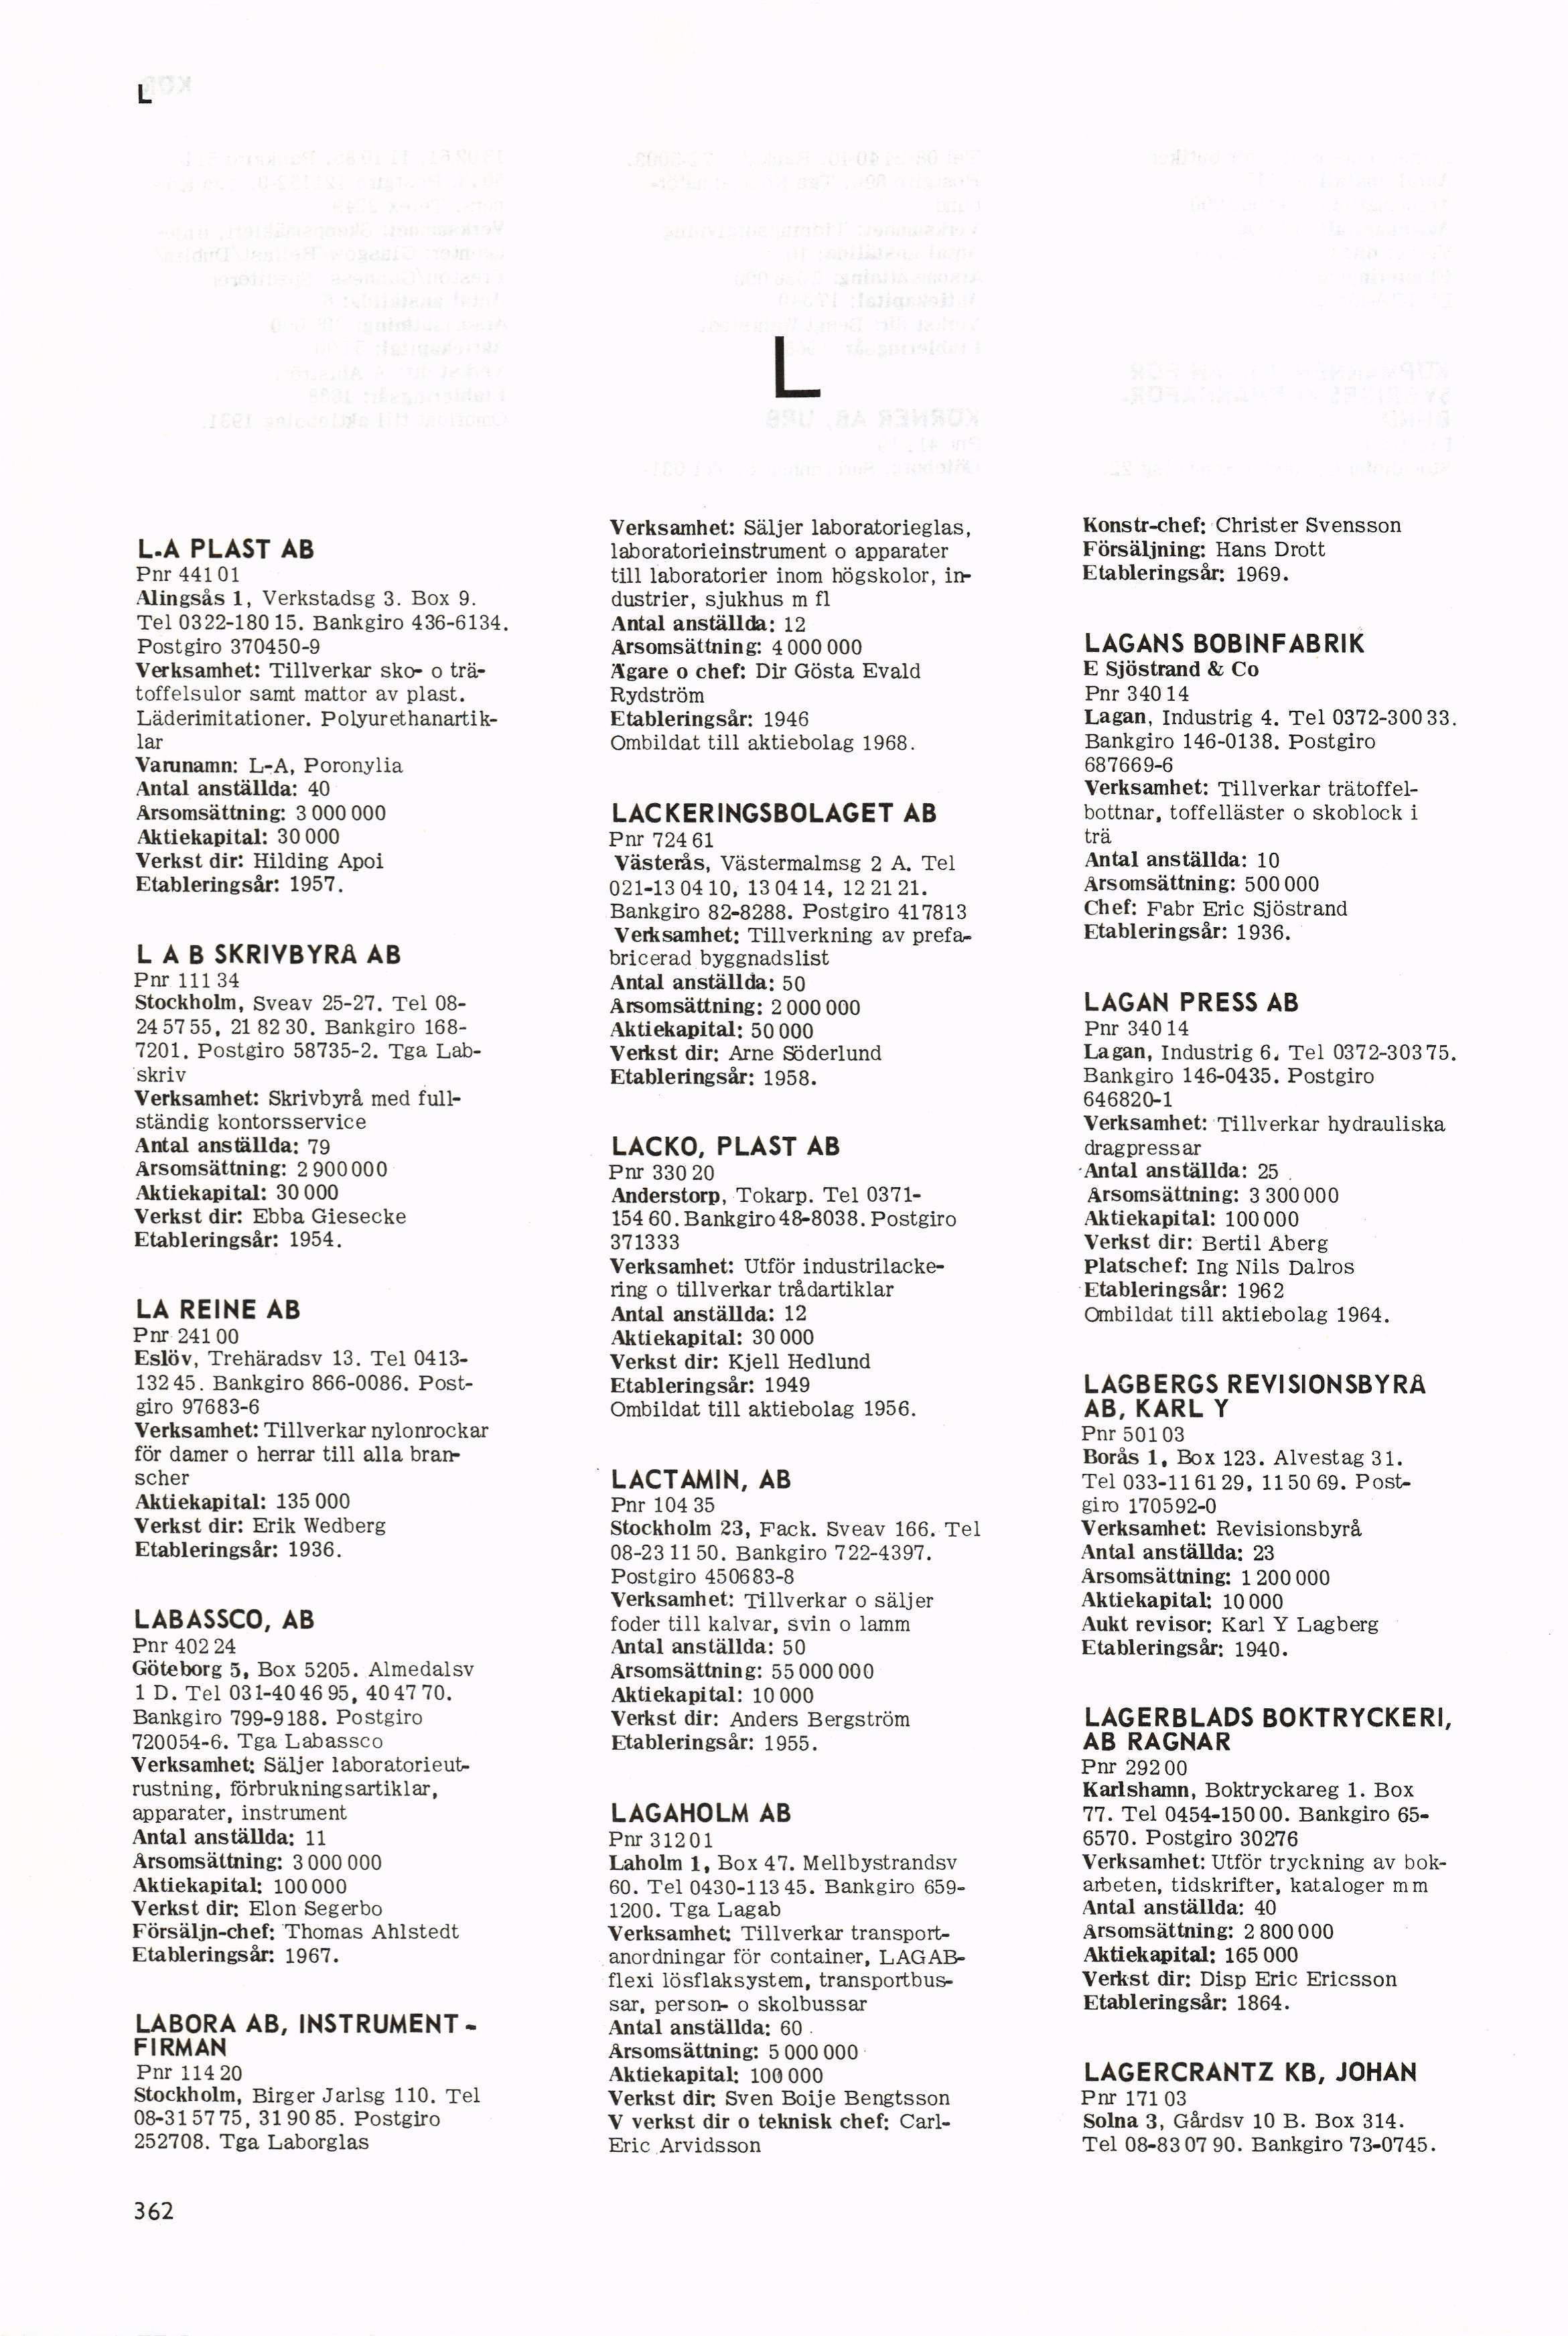 L
L
L-A PLAST AB
Pnr 441 01
Alingsås 1, Verkstadsg 3. Box 9.
Tel 0322-180 15. Bankgiro 436-6134.
Postgiro 370450-9
Verksamhet: Tillverkar sko- o trä-
toffelsulor samt mattor av plast.
Läderimitationer. Polyurethanartik-
lar
Varunamn: L-A, Poronylia
Antal anställda: 40
Årsomsättning: 3 000 000
Aktiekapital: 30 000
Verkst dir: Hilding Apoi
Etableringsår: 1957.
L A B SKRIVBYRÅ AB
Pnr 111 34
Stockholm, Sveav 25-27. Tel 08-
24 57 55, 21 82 30. Bankgiro 168-
7201. Postgiro 58735-2. Tga Lab-
skriv
Verksamhet: Skrivbyrå med full-
ständig kontorsservice
Antal anställda: 79
Årsomsättning: 2 900 000
Aktiekapital: 30 000
Verkst dir: Ebba Giesecke
Etableringsår: 1954.
LA REINE AB
Pnr 241 00
Eslöv, Trehäradsv 13. Tel 0413-
132 45. Bankgiro 866-0086. Post-
giro 97683-6
Verksamhet: Tillverkar nylonrockar
för damer o herrar till alla bran-
scher
Aktiekapital: 135 000
Verkst dir: Erik Wedberg
Etableringsår: 1936.
LABASSCO, AB
Pnr 402 24
Göteborg 5, Box 5205. Almedalsv
1 D. Tel 031-40 46 95, 40 47 70.
Bankgiro 799-9188. Postgiro
720054-6. Tga Labassco
Verksamhet: Säljer laboratorieut-
rustning, förbrukningsartiklar,
apparater, instrument
Antal anställda: 11
Årsomsättning: 3 000 000
Aktiekapital: 100 000
Verkst dir: Elon Segerbo
Försäljn-chef: Thomas Ahlstedt
Etableringsår: 1967.
LABORA AB, INSTRUMENT-
FIRMAN
Pnr 114 20
Stockholm, Birger Jarlsg 110. Tel
08-31 57 75, 31 90 85. Postgiro
252708. Tga Laborglas
Verksamhet: Säljer laboratorieglas,
laboratorieinstrument o apparater
till laboratorier inom högskolor, in-
dustrier, sjukhus m fl
Antal anställda: 12
Årsomsättning: 4 000 000
Ägare o chef: Dir Gösta Evald
Rydström
Etableringsår: 1946
Ombildat till aktiebolag 1968.
LACKERINGSBOLAGET AB
Pnr 724 61
Västerås, Västermalmsg 2 A. Tel
021-13 04 10, 13 04 14, 12 21 21.
Bankgiro 82-8288. Postgiro 417813
Verksamhet: Tillverkning av prefa-
bricerad byggnadslist
Antal anställda: 50
Årsomsättning: 2 000 000
Aktiekapital: 50 000
Verkst dir: Arne Söderlund
Etableringsår: 1958.
LACKO, PLAST AB
Pnr 330 20
Anderstorp, Tokarp. Tel 0371-
154 60. Bankgiro 48-8038. Postgiro
371333
Verksamhet: Utför industrilacke-
ring o tillverkar trådartiklar
Antal anställda: 12
Aktiekapital: 30 000
Verkst dir: Kjell Hedlund
Etableringsår: 1949
Ombildat till aktiebolag 1956.
LACTAMIN, AB
Pnr 104 35
Stockholm 23, Fack. Sveav 166. Tel
08-23 11 50. Bankgiro 722-4397.
Postgiro 450683-8
Verksamhet: Tillverkar o säljer
foder till kalvar, svin o lamm
Antal anställda: 50
Årsomsättning: 55 000 000
Aktiekapital: 10 000
Verkst dir: Anders Bergström
Etableringsår: 1955.
LAGAHOLM AB
Pnr 312 01
Laholm 1, Box 47. Mellbystrandsv
60. Tel 0430-113 45. Bankgiro 659-
1200. Tga Lagab
Verksamhet: Tillverkar transport-
anordningar för container, LAGAB-
flexi lösflaksystem, transportbus-
sar, person- o skolbussar
Antal anställda: 60
Årsomsättning: 5 000 000
Aktiekapital: 100 000
Verkst dir: Sven Boije Bengtsson
V verkst dir o teknisk chef: Carl-
Eric Arvidsson
Konstr-chef: Christer Svensson
Försäljning: Hans Drott
Etableringsår: 1969.
LAGANS BOBINFABRIK
E Sjöstrand & Co
Pnr 340 14
Lagan, Industrig 4. Tel 0372-300 33.
Bankgiro 146-0138. Postgiro
687669-6
Verksamhet: Tillverkar trätoffel-
bottnar, toffelläster o skoblock i
trä
Antal anställda: 10
Årsomsättning: 500 000
Chef: Fabr Eric Sjöstrand
Etableringsår: 1936.
LAGAN PRESS AB
Pnr 340 14
Lagan, Industrig 6. Tel 0372-303 75.
Bankgiro 146-0435. Postgiro
646820-1
Verksamhet: Tillverkar hydrauliska
dragpressar
Antal anställda: 25
Årsomsättning: 3 300 000
Aktiekapital: 100 000
Verkst dir: Bertil Åberg
Platschef: Ing Nils Dalros
Etableringsår: 1962
Ombildat till aktiebolag 1964.
LAGBERGS REVISIONSBYRÅ
AB, KARL Y
Pnr 501 03
Borås 1, Box 123. Alvestag 31.
Tel 033-11 61 29, 11 50 69. Post-
giro 170592-0
Verksamhet: Revisionsbyrå
Antal anställda: 23
Årsomsättning: 1 200 000
Aktiekapital: 10 000
Aukt revisor: Karl Y Lagberg
Etableringsår: 1940.
LAGERBLADS BOKTRYCKERI,
AB RAGNAR
Pnr 292 00
Karlshamn, Boktryckareg 1. Box
77. Tel 0454-150 00. Bankgiro 65-
6570. Postgiro 30276
Verksamhet: Utför tryckning av bok-
arbeten, tidskrifter, kataloger m m
Antal anställda: 40
Årsomsättning: 2 800 000
Aktiekapital: 165 000
Verkst dir: Disp Eric Ericsson
Etableringsår: 1864.
LAGERCRANTZ KB, JOHAN
Pnr 171 03
Solna 3, Gårdsv 10 B. Box 314.
Tel 08-83 07 90. Bankgiro 73-0745.
362